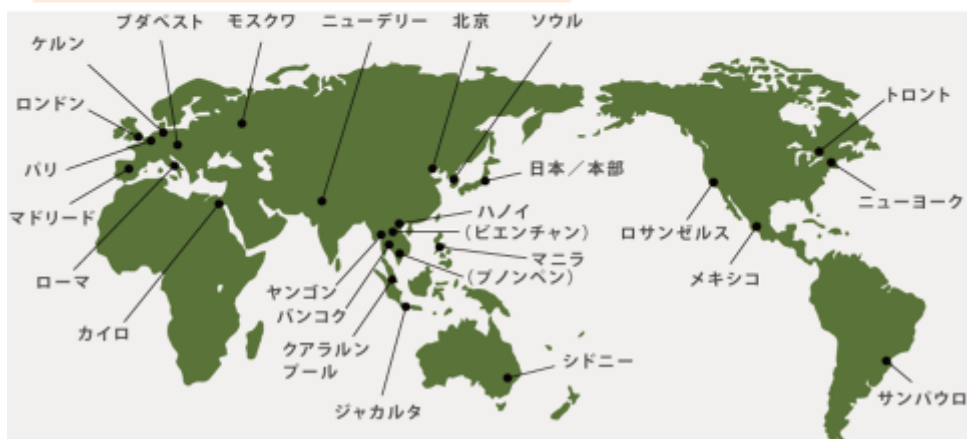 ブダペスト
モスクワ
ニューデリー
北京
ソウル
ケルン
ロンドン
パリ
マドリード
ローマ
カイロ
トロント
ニューヨーク
日本／本部
ロサンゼルス
メキシコ
ハノイ
(ビエンチャン)
マニラ
(プノンペン)
ヤンゴン
バンコク
クアラルン
プール
ジャカルタ
シドニー
サンパウロ